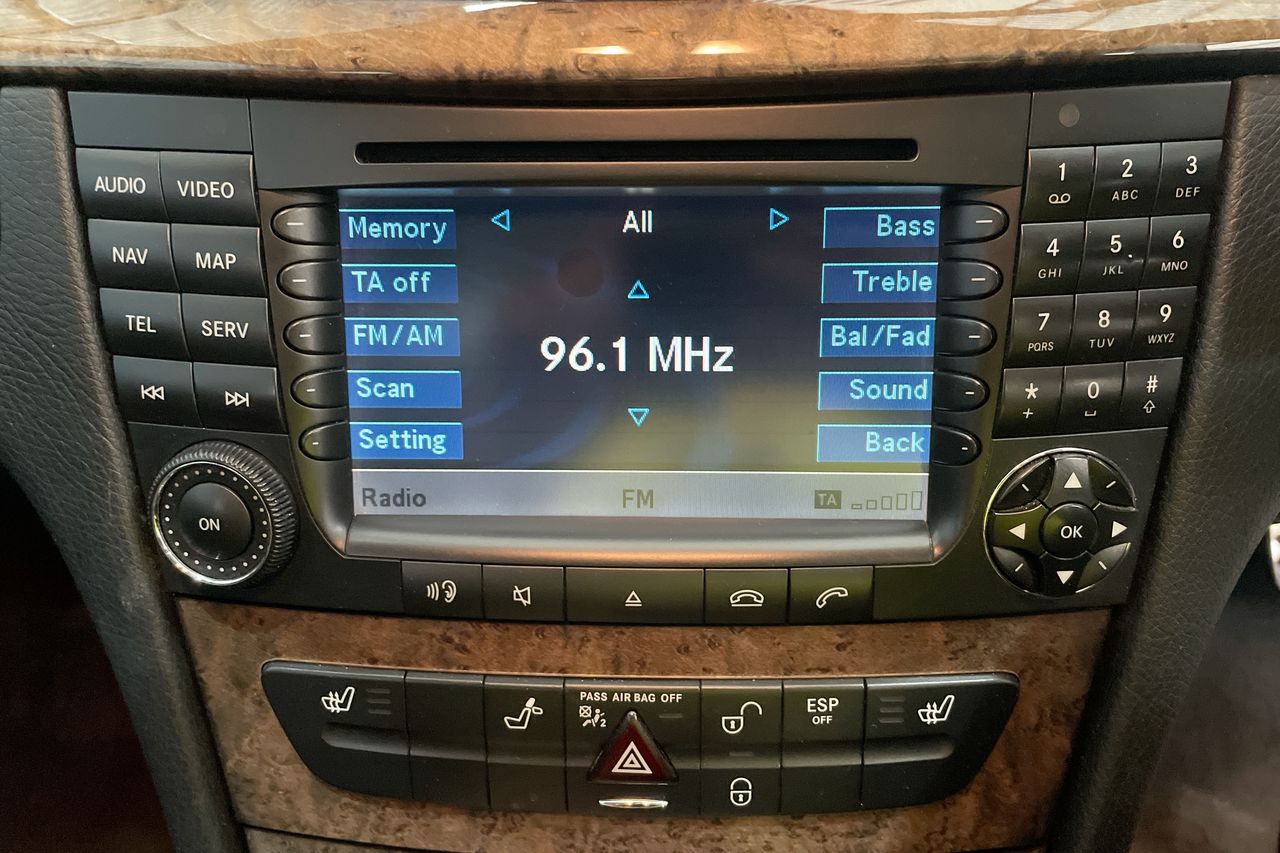 AUDIO VIDEO
NAV MAP
TEL SERV
ON
Memory All Bass
TA off Treble
FM/AM Bal/Fad
96.1 MHz
Scan Sound
Setting Back
Radio FM TA
1 2 ABC 3 DEF
4 GHI 5 JKL 6 MNO
7 PQRS 8 TUV 9 WXYZ
* + 0 #
OK
PASS AIR BAG OFF
2
ESP
OFF